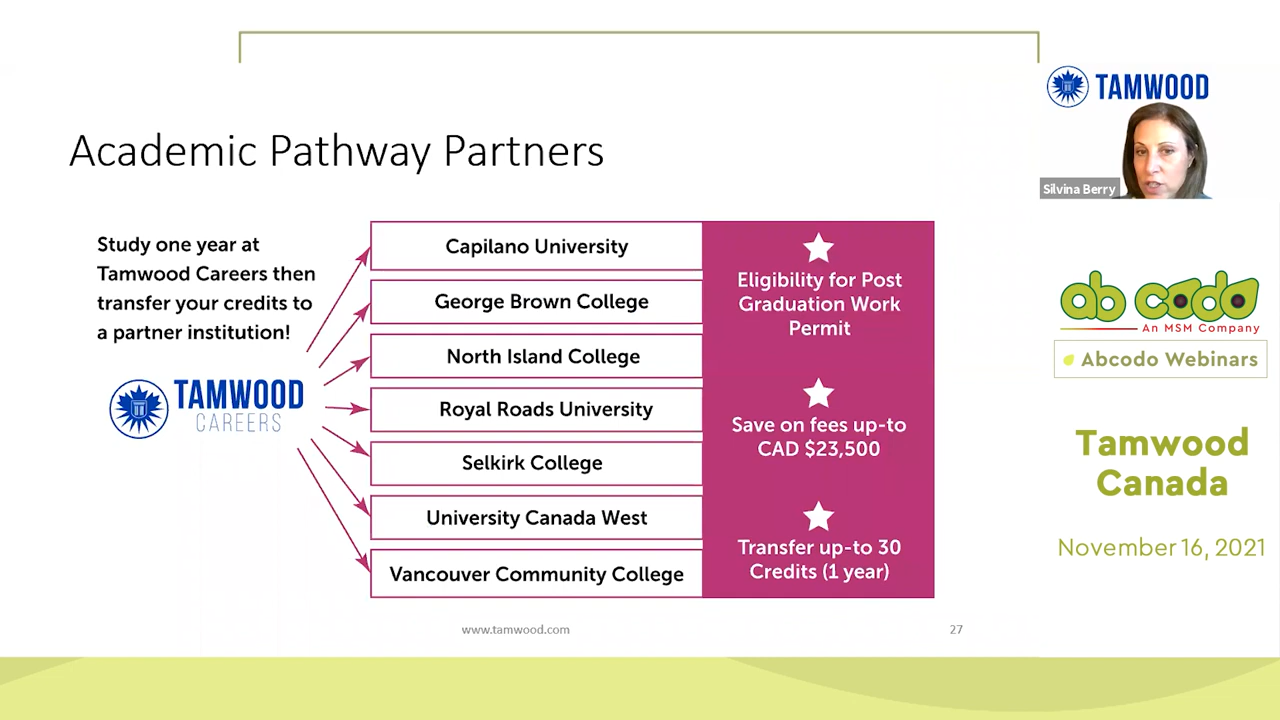 Academic Pathway Partners
Study one year at
Tamwood Careers then
transfer your credits to
a partner institution!
TAMWOOD
CAREERS
Capilano University
George Brown College
North Island College
Royal Roads University
Selkirk College
University Canada West
Vancouver Community College
Eligibility for Post
Graduation Work
Permit
Save on fees up-to
CAD $23,500
Transfer up-to 30
Credits (1 year)
www.tamwood.com
27
TAMWOOD
Silvina Berry
abcodo
An MSM Company
Abcodo Webinars
Tamwood
Canada
November 16, 2021